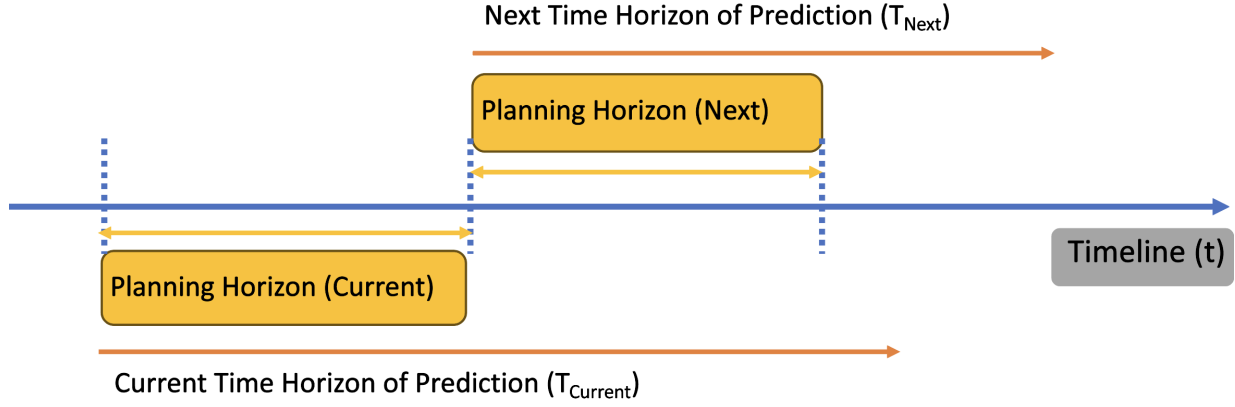 Next Time Horizon of Prediction (TNext)
Planning Horizon (Next)
Timeline (t)
Planning Horizon (Current)
Current Time Horizon of Prediction (TCurrent)